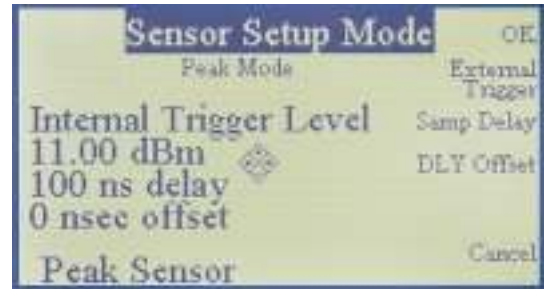 Sensor Setup Mode
OK
Peak Mode
External
Trigger
Internal Trigger Level
Samp Delay
11.00 dBm
DLY Offset
100 ns delay
0 nsec offset
Cancel
Peak Sensor